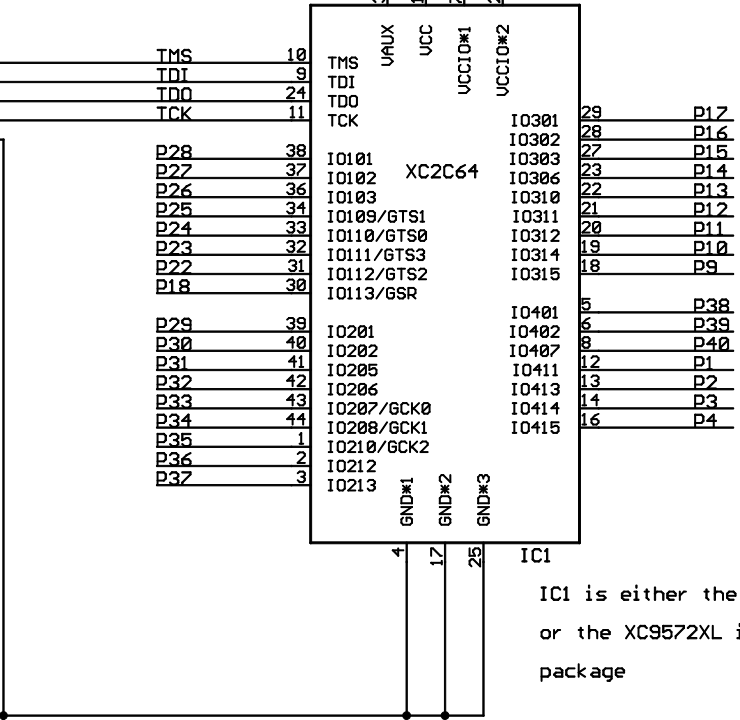 VAUX
VCC
VCCIO*1
VCCIO*2
TMS 10 TMS
TDI 9 TDI
TDO 24 TDO
TCK 11 TCK
IO301 29 P17
IO302 28 P16
P28 38 IO101
IO303 27 P15
XC2C64
P27 37 IO102
IO306 23 P14
P26 36 IO103
IO310 22 P13
P25 34 IO109/GTS1
IO311 21 P12
P24 33 IO110/GTS0
IO312 20 P11
P23 32 IO111/GTS3
IO314 19 P10
P22 31 IO112/GTS2
IO315 18 P9
P18 30 IO113/GSR
IO401 5 P38
P29 39 IO201
IO402 6 P39
P30 40 IO202
IO407 8 P40
P31 41 IO205
IO411 12 P1
P32 42 IO206
IO413 13 P2
P33 43 IO207/GCK0
IO414 14 P3
P34 44 IO208/GCK1
IO415 16 P4
P35 1 IO210/GCK2
P36 2 IO212
P37 3 IO213
GND*1
GND*2
GND*3
4
17
25
IC1
IC1 is either the
or the XC9572XL
package